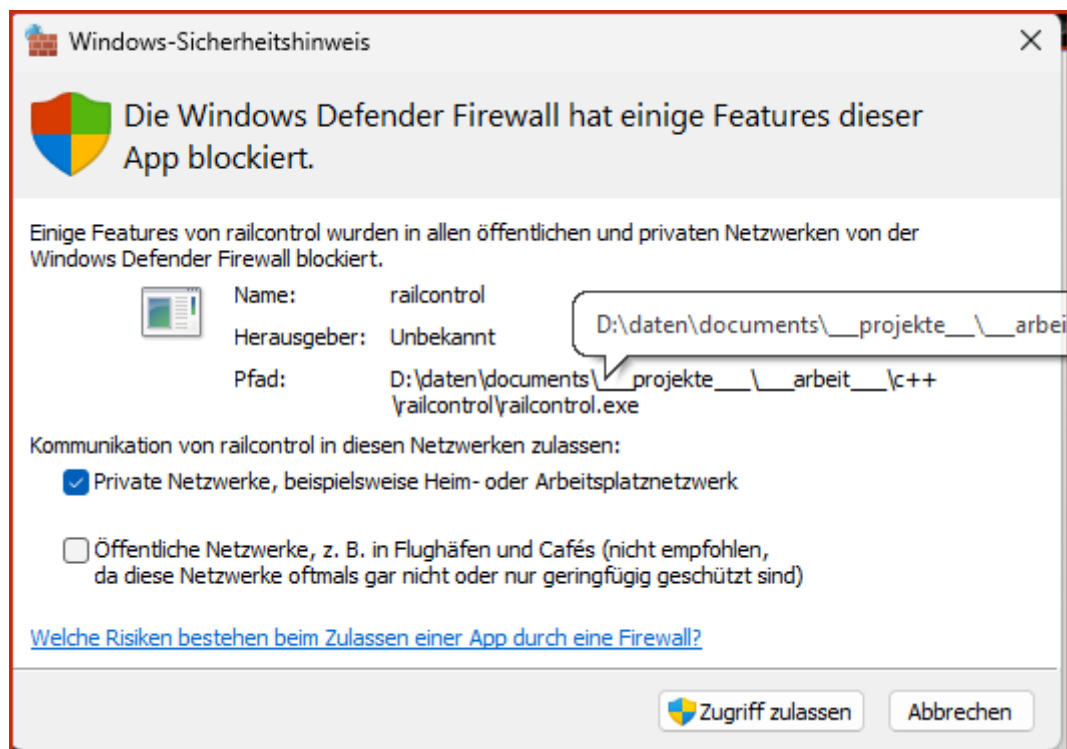 Windows-Sicherheitshinweis
Die Windows Defender Firewall hat einige Features dieser
App blockiert.
Einige Features von railcontrol wurden in allen öffentlichen und privaten Netzwerken von der
Windows Defender Firewall blockiert.
Name: railcontrol
Herausgeber: Unbekannt
D:\daten\documents\___projekte___\___arbei
Pfad: D:\daten\documents\___projekte___\___arbeit___\c++
\railcontrol\railcontrol.exe
Kommunikation von railcontrol in diesen Netzwerken zulassen:
Private Netzwerke, beispielsweise Heim- oder Arbeitsplatznetzwerk
Öffentliche Netzwerke, z. B. in Flughäfen und Cafés (nicht empfohlen,
da diese Netzwerke oftmals gar nicht oder nur geringfügig geschützt sind)
Welche Risiken bestehen beim Zulassen einer App durch eine Firewall?
Zugriff zulassen Abbrechen